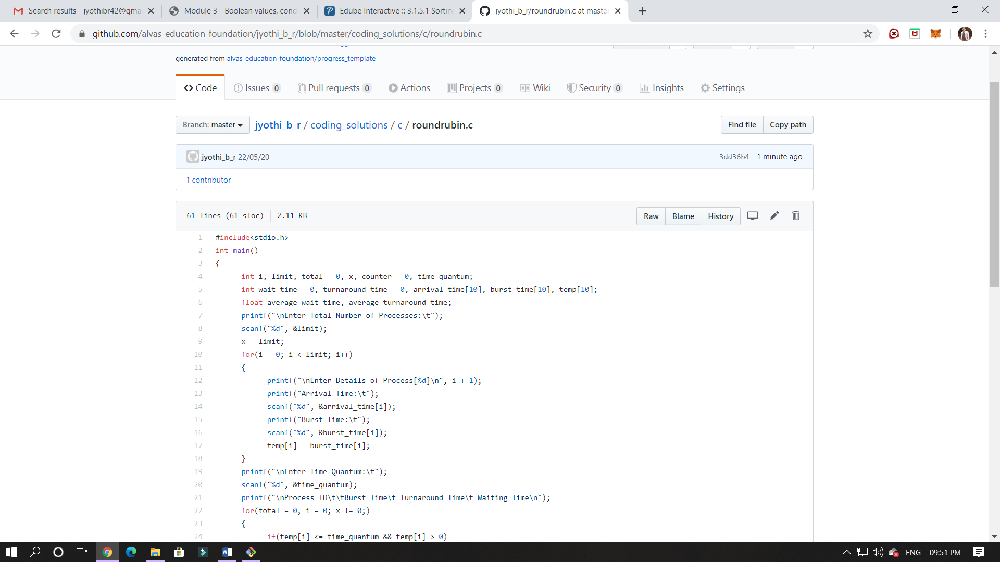 Search results - jyothibr42@gmai
Module 3 - Boolean values, cond
Edube Interactive :: 3.1.5.1 Sorting
jyothi_b_r/roundrubin.c at master
github.com/alvas-education-foundation/jyothi_b_r/blob/master/coding_solutions/c/roundrubin.c
generated from alvas-education-foundation/progress_template
Code Issues 0 Pull requests 0 Actions Projects 0 Wiki Security 0 Insights Settings
Branch: master jyothi_b_r / coding_solutions / c / roundrubin.c Find file Copy path
jyothi_b_r 22/05/20 3dd36b4 1 minute ago
1 contributor
61 lines (61 sloc) 2.11 KB Raw Blame History
1 #include<stdio.h>
2 int main()
3 {
4 int i, limit, total = 0, x, counter = 0, time_quantum;
5 int wait_time = 0, turnaround_time = 0, arrival_time[10], burst_time[10], temp[10];
6 float average_wait_time, average_turnaround_time;
7 printf("\nEnter Total Number of Processes:\t");
8 scanf("%d", &limit);
9 x = limit;
10 for(i = 0; i < limit; i++)
11 {
12 printf("\nEnter Details of Process[%d]\n", i + 1);
13 printf("Arrival Time:\t");
14 scanf("%d", &arrival_time[i]);
15 printf("Burst Time:\t");
16 scanf("%d", &burst_time[i]);
17 temp[i] = burst_time[i];
18 }
19 printf("\nEnter Time Quantum:\t");
20 scanf("%d", &time_quantum);
21 printf("\nProcess ID\t\tBurst Time\t Turnaround Time\t Waiting Time\n");
22 for(total = 0, i = 0; x != 0;)
23 {
24 if(temp[i] <= time_quantum && temp[i] > 0)
ENG 09:51 PM